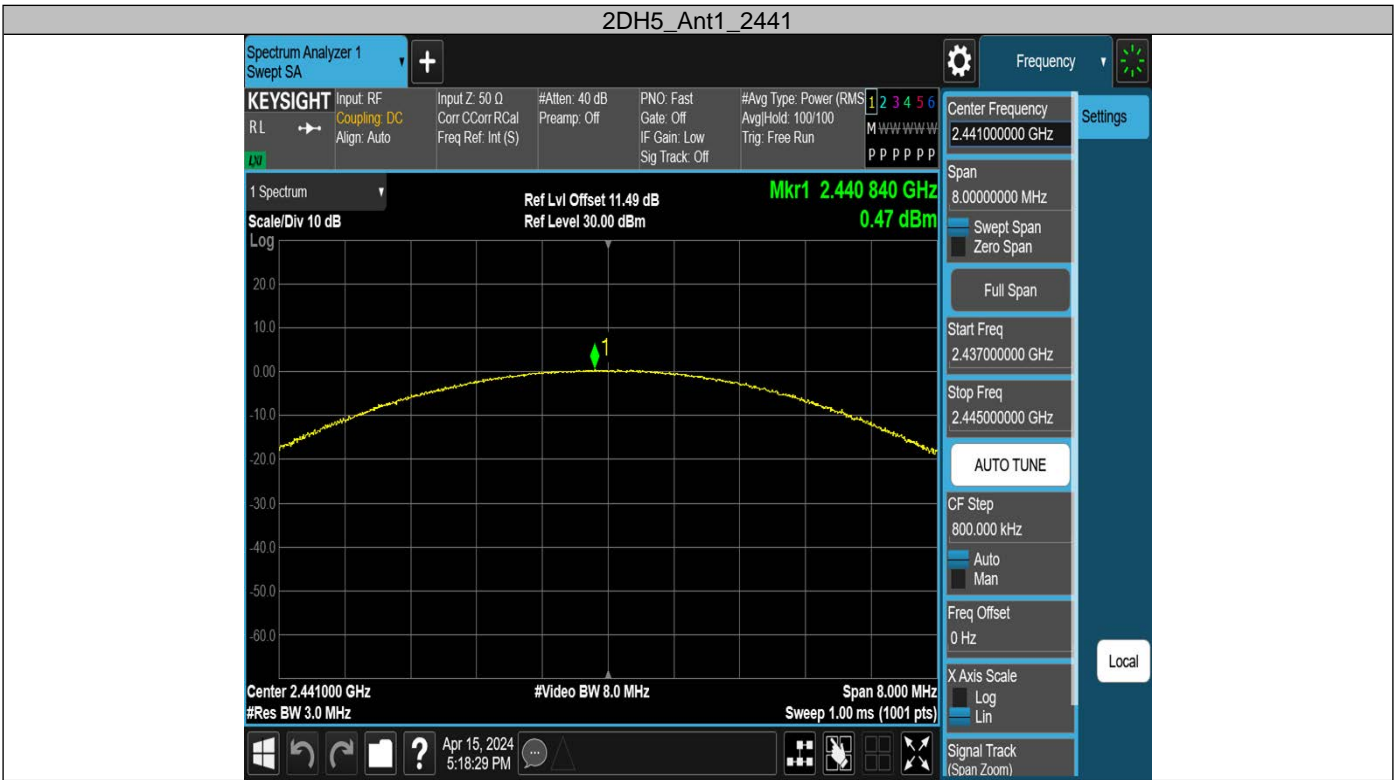 2DH5_Ant1_2441
Spectrum Analyzer 1
Swept SA
+
Frequency
KEYSIGHT
RL
LXI
Input: RF
Coupling: DC
Align: Auto
Input Z: 50 Ω
Corr CCorr RCal
Freq Ref: Int (S)
#Atten: 40 dB
Preamp: Off
PNO: Fast
Gate: Off
IF Gain: Low
Sig Track: Off
#Avg Type: Power (RMS
Avg|Hold: 100/100
Trig: Free Run
1 2 3 4 5 6
M W W W W W
P P P P P P
1 Spectrum
Scale/Div 10 dB
Log
Ref Lvl Offset 11.49 dB
Ref Level 30.00 dBm
Mkr1 2.440 840 GHz
0.47 dBm
20.0
10.0
0.00
-10.0
-20.0
-30.0
-40.0
-50.0
-60.0
1
Center 2.441000 GHz
#Res BW 3.0 MHz
#Video BW 8.0 MHz
Span 8.000 MHz
Sweep 1.00 ms (1001 pts)
?
Apr 15, 2024
5:18:29 PM
Center Frequency
2.441000000 GHz
Span
8.00000000 MHz
Swept Span
Zero Span
Full Span
Start Freq
2.437000000 GHz
Stop Freq
2.445000000 GHz
AUTO TUNE
CF Step
800.000 kHz
Auto
Man
Freq Offset
0 Hz
X Axis Scale
Log
Lin
Signal Track
(Span Zoom)
Settings
Local